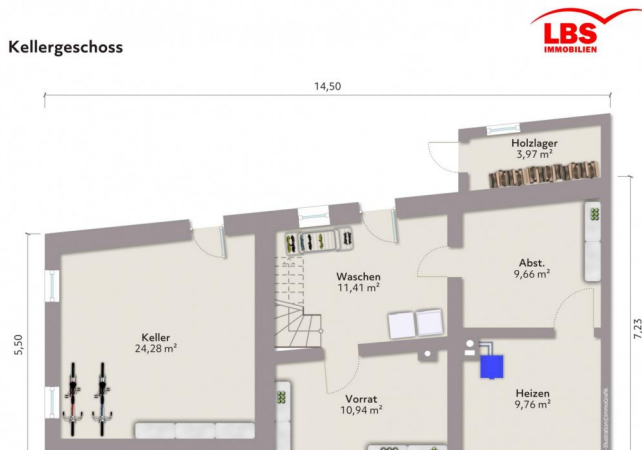 Kellergeschoss
LBS
IMMOBILIEN
14,50
Holzlager
3,97 m²
Abst.
9,66 m²
Waschen
11,41 m²
5,50
7,23
Keller
24,28 m²
Vorrat
10,94 m²
Heizen
9,76 m²